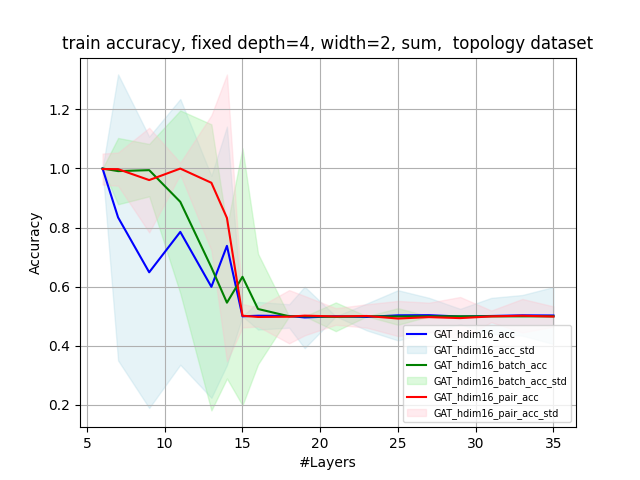 train accuracy, fixed depth=4, width=2, sum,  topology dataset
Accuracy
1.2
1.0
0.8
0.6
0.4
0.2
5
10
15
20
25
30
35
#Layers
GAT_hdim16_acc
GAT_hdim16_acc_std
GAT_hdim16_batch_acc
GAT_hdim16_batch_acc_std
GAT_hdim16_pair_acc
GAT_hdim16_pair_acc_std